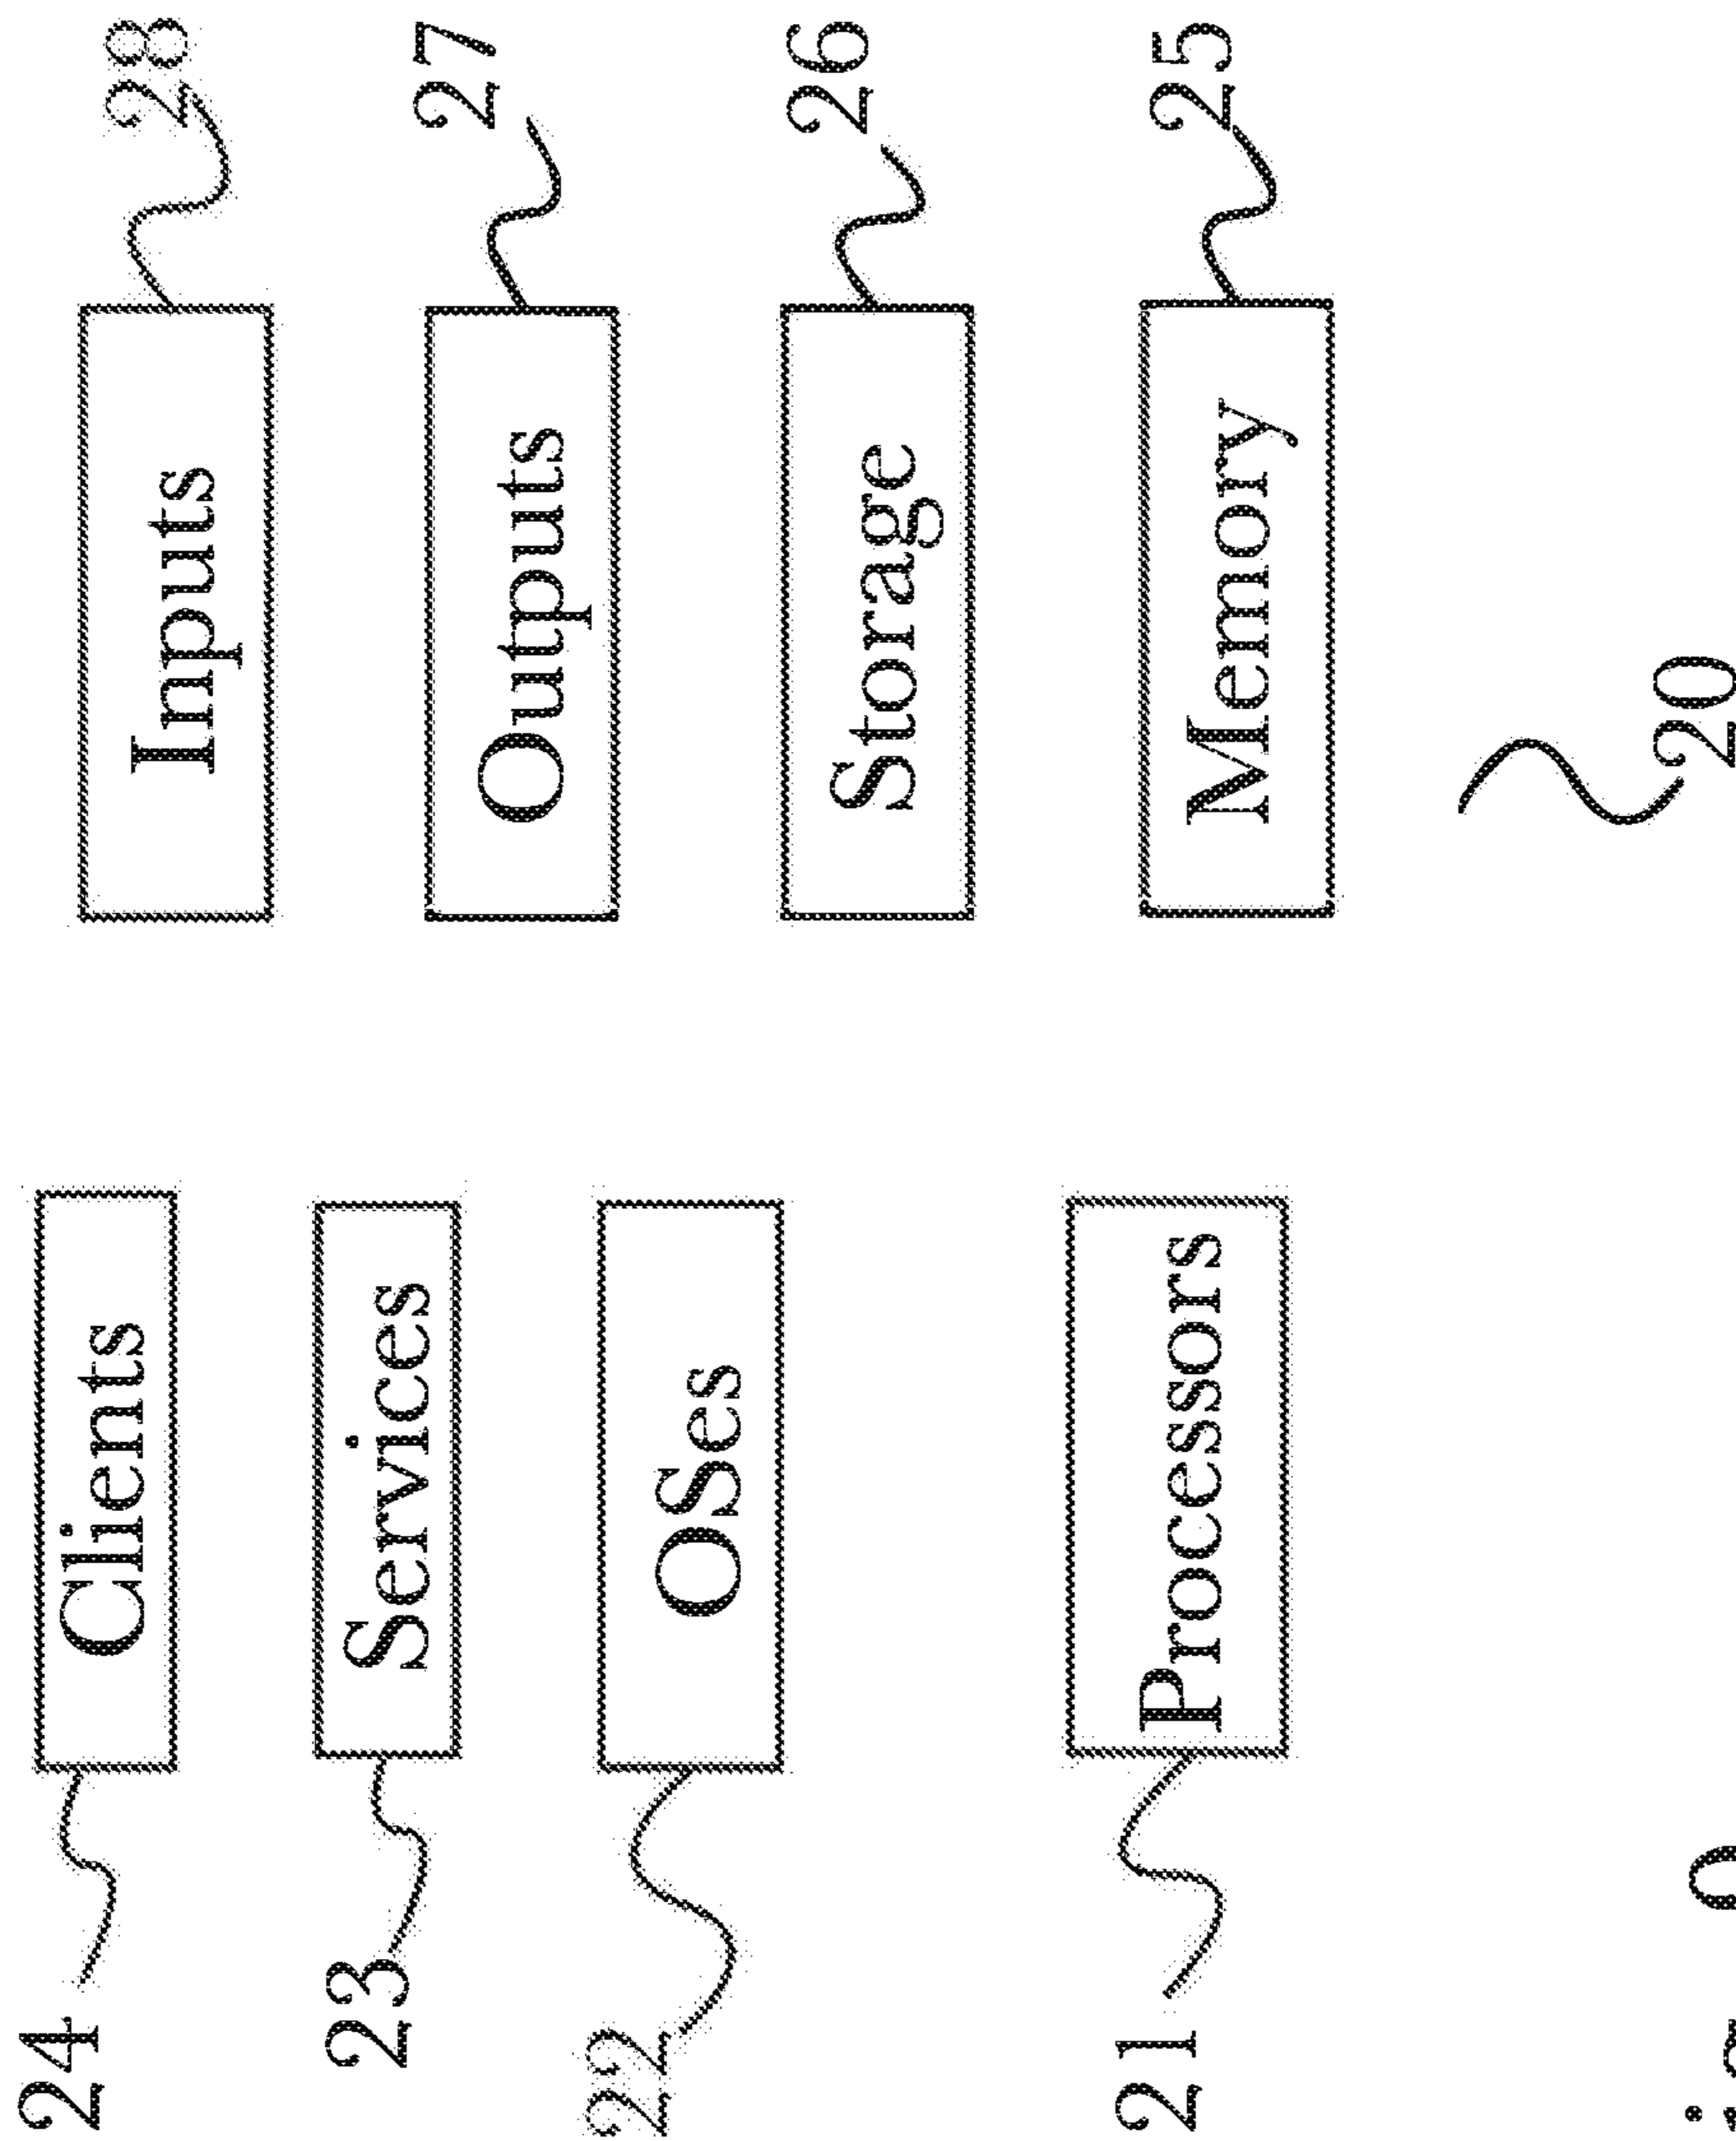 24 Clients Inputs 28
23 Services Outputs 27
22 OSes Storage 26
21 Processors Memory 25
20